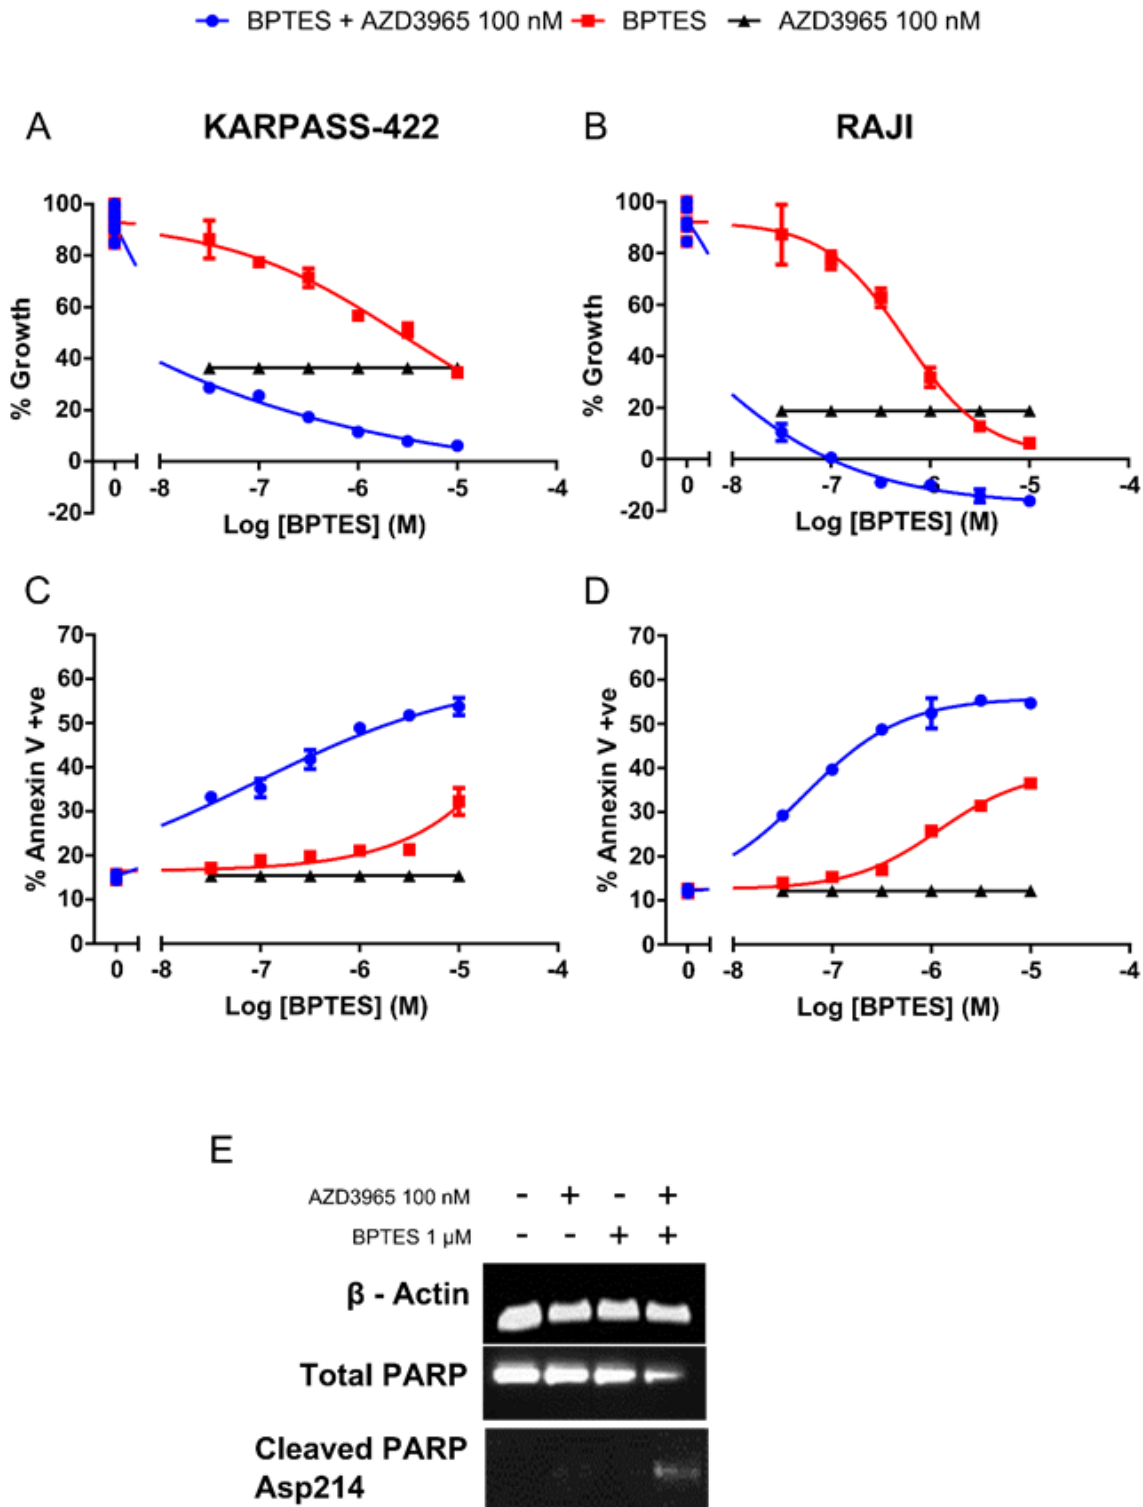 BPTES + AZD3965 100 nM BPTES AZD3965 100 nM
A KARPASS-422
B RAJI
% Growth
100
80
60
40
20
0
-20
0 -8 -7 -6 -5 -4
Log [BPTES] (M)
% Growth
100
80
60
40
20
0
-20
0 -8 -7 -6 -5 -4
Log [BPTES] (M)
C
% Annexin V +ve
70
60
50
40
30
20
10
0
0 -8 -7 -6 -5 -4
Log [BPTES] (M)
D
% Annexin V +ve
70
60
50
40
30
20
10
0
0 -8 -7 -6 -5 -4
Log [BPTES] (M)
E
AZD3965 100 nM - + - +
BPTES 1 µM - - + +
β - Actin
Total PARP
Cleaved PARP
Asp214